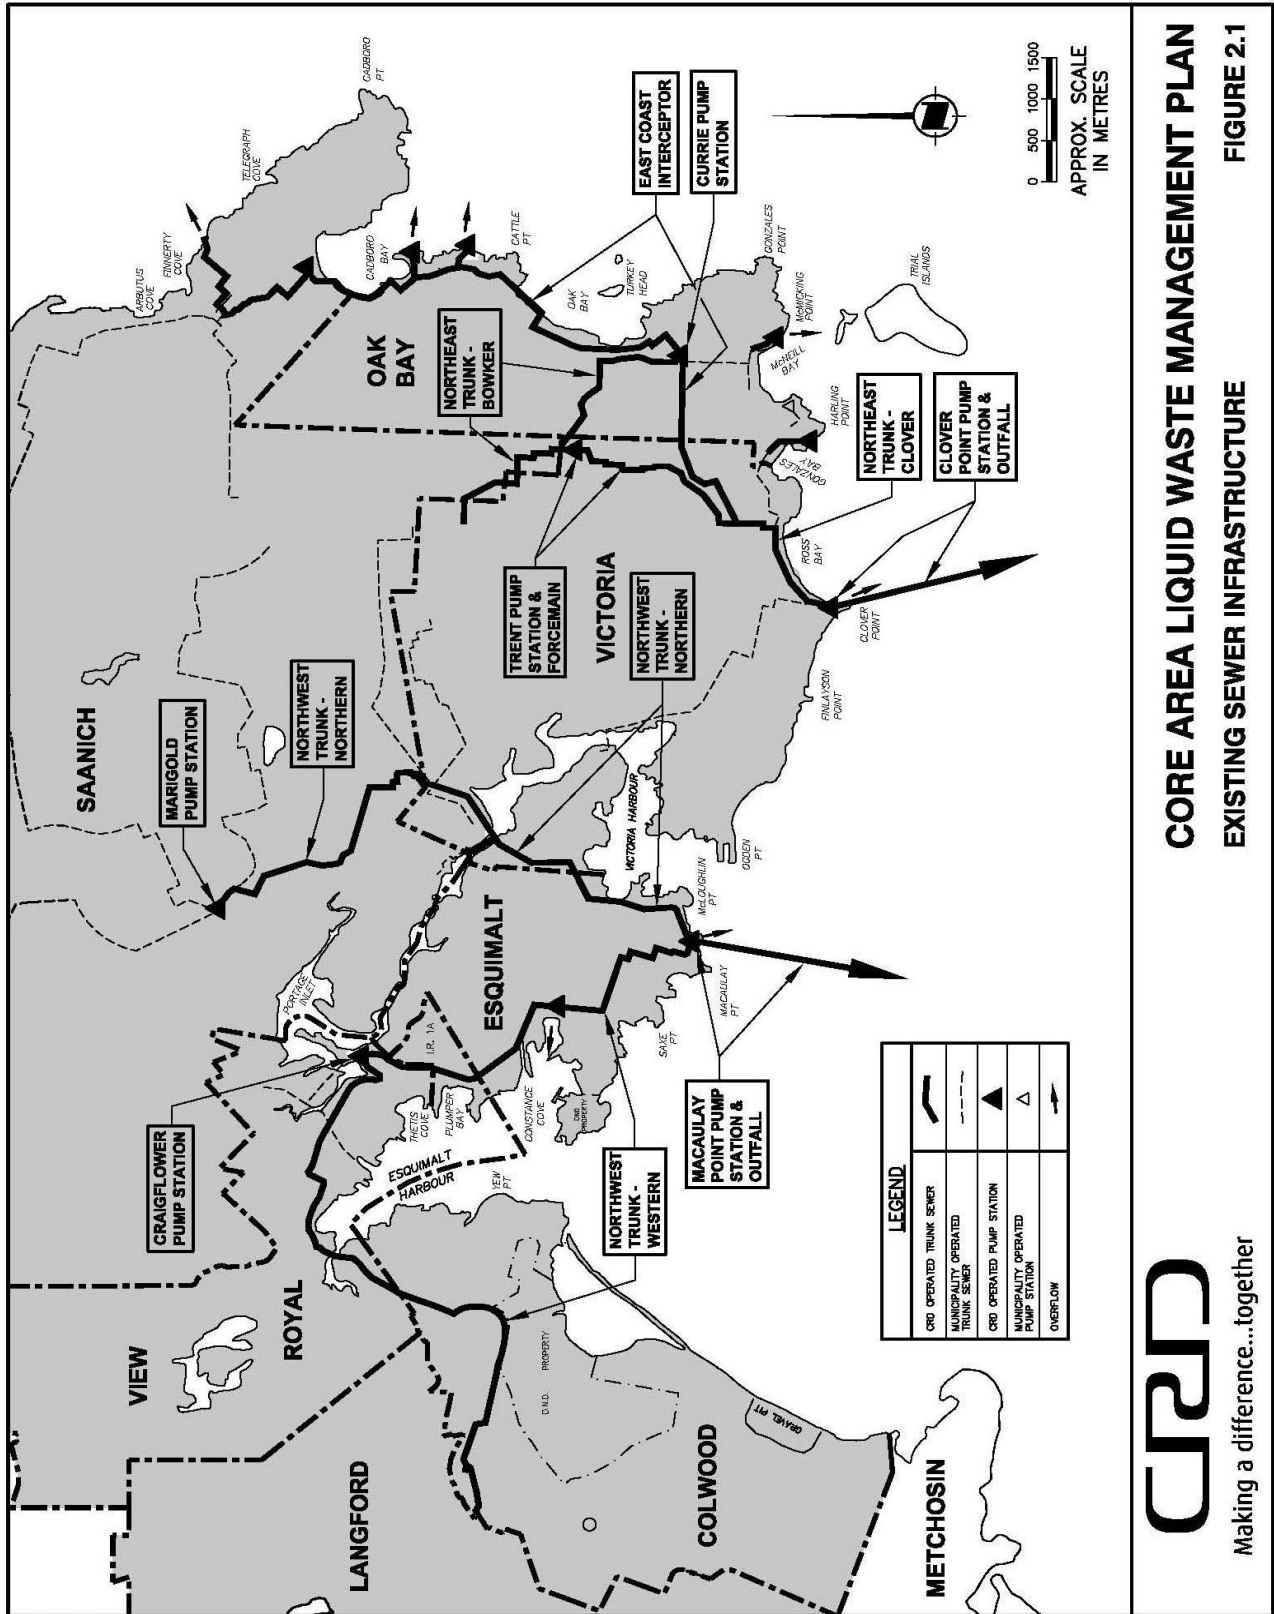 SAANICH
VIEW
ROYAL
LANGFORD
COLWOOD
METCHOSIN
ESQUIMALT
VICTORIA
OAK
BAY
MARIGOLD
PUMP STATION
NORTHWEST
TRUNK -
NORTHERN
CRAIGFLOWER
PUMP STATION
NORTHEAST
TRUNK -
BOWKER
TRENT PUMP
STATION &
FORCEMAIN
NORTHWEST
TRUNK -
NORTHERN
EAST COAST
INTERCEPTOR
CURRIE PUMP
STATION
NORTHEAST
TRUNK -
CLOVER
CLOVER
POINT PUMP
STATION &
OUTFALL
NORTHWEST
TRUNK -
WESTERN
MACAULAY
POINT PUMP
STATION &
OUTFALL
ARBUTUS
COVE
FINNERTY
COVE
TELEGRAPH
COVE
CADBORO
PT
CADBORO
BAY
CATTLE
PT
OAK
BAY
TURKEY
HEAD
GONZALES
POINT
McMICKING
POINT
TRIAL
ISLANDS
McNEILL
BAY
HARLING
POINT
GONZALES
BAY
ROSS
BAY
CLOVER
POINT
FINLAYSON
POINT
VICTORIA HARBOUR
OGDEN
PT
McLOUGHLIN
PT
MACAULAY
PT
SAXE
PT
PORTAGE
INLET
I.R. 1A
THETIS
COVE
PLUMPER
BAY
CONSTANCE
COVE
DND
PROPERTY
ESQUIMALT
HARBOUR
YEW
PT
D.N.D. PROPERTY
GRAVEL PIT
LEGEND
CRD OPERATED TRUNK SEWER
MUNICIPALITY OPERATED
TRUNK SEWER
CRD OPERATED PUMP STATION
MUNICIPALITY OPERATED
PUMP STATION
OVERFLOW
0 500 1000 1500
APPROX. SCALE
IN METRES
CRD
Making a difference...together
CORE AREA LIQUID WASTE MANAGEMENT PLAN
EXISTING SEWER INFRASTRUCTURE FIGURE 2.1